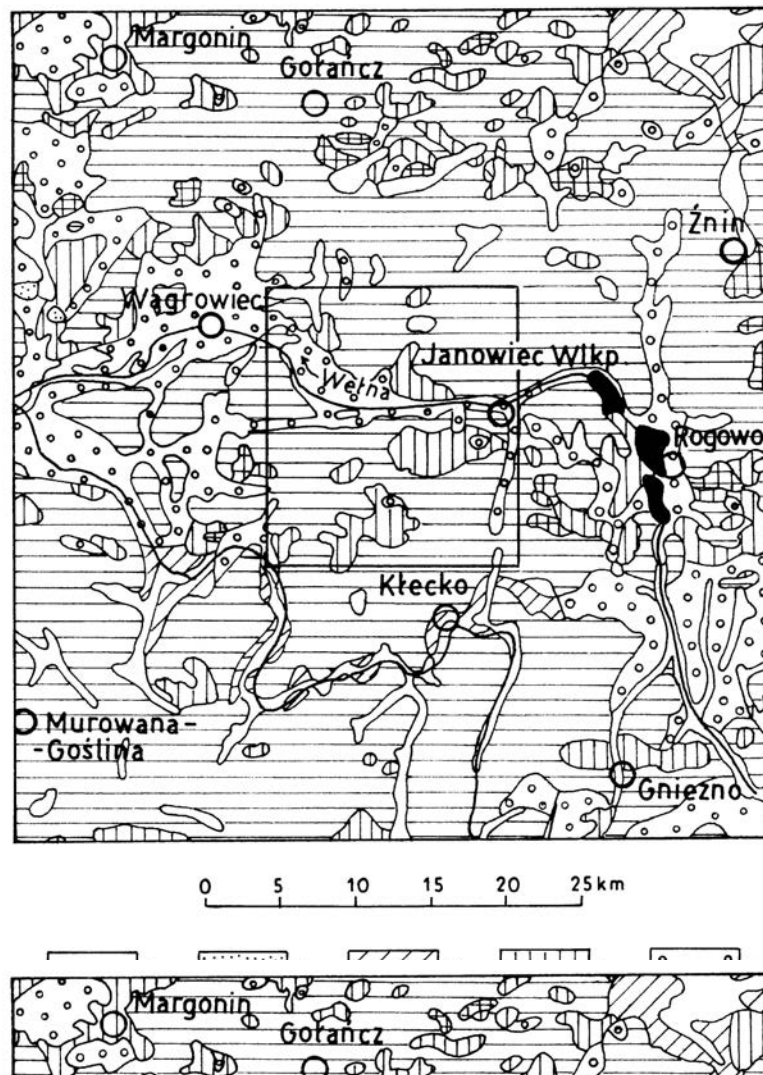 Margonin
Gołańcz
Żnin
Wągrowiec
Janowiec Wlkp.
Wełna
Rogowo
Kłecko
Murowana-
-Goślina
Gniezno
0 5 10 15 20 25 km
Margonin
Gołańcz